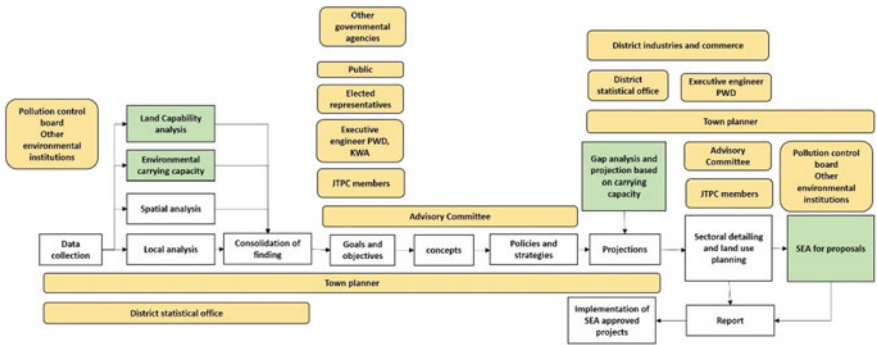 Other
governmental
agencies
Public
Elected
representatives
Executive
engineer PWD,
KWA
JTPC members
Advisory Committee
District industries and commerce
District
statistical office
Executive engineer
PWD
Town planner
Advisory
Committee
JTPC members
Pollution control
board
Other
environmental
institutions
Pollution control
board
Other
environmental
institutions
Land Capability
analysis
Environmental
carrying capacity
Spatial analysis
Data
collection
Local analysis
Consolidation of
finding
Goals and
objectives
concepts
Policies and
strategies
Gap analysis and
projection based
on carrying
capacity
Projections
Sectoral detailing
and land use
planning
SEA for proposals
Town planner
District statistical office
Implementation of
SEA approved
projects
Report